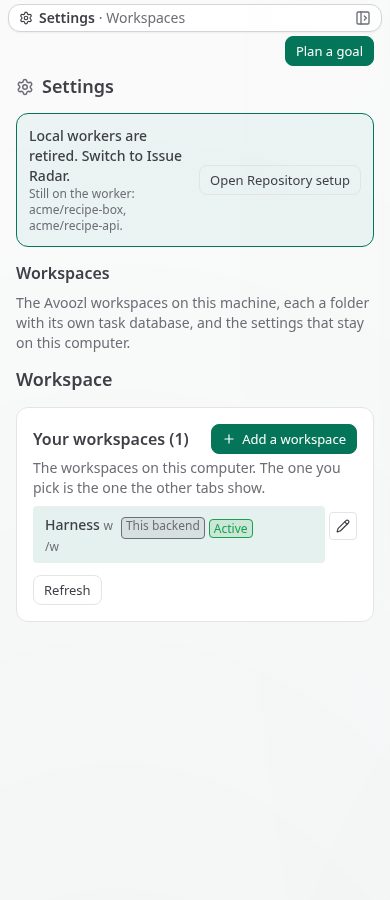 Settings · Workspaces
Plan a goal
Settings
Local workers are
retired. Switch to Issue
Radar.
Still on the worker:
acme/recipe-box,
acme/recipe-api.
Open Repository setup
Workspaces
The Avoozl workspaces on this machine, each a folder
with its own task database, and the settings that stay
on this computer.
Workspace
Your workspaces (1)
Add a workspace
The workspaces on this computer. The one you
pick is the one the other tabs show.
Harness w This backend Active
/w
Refresh